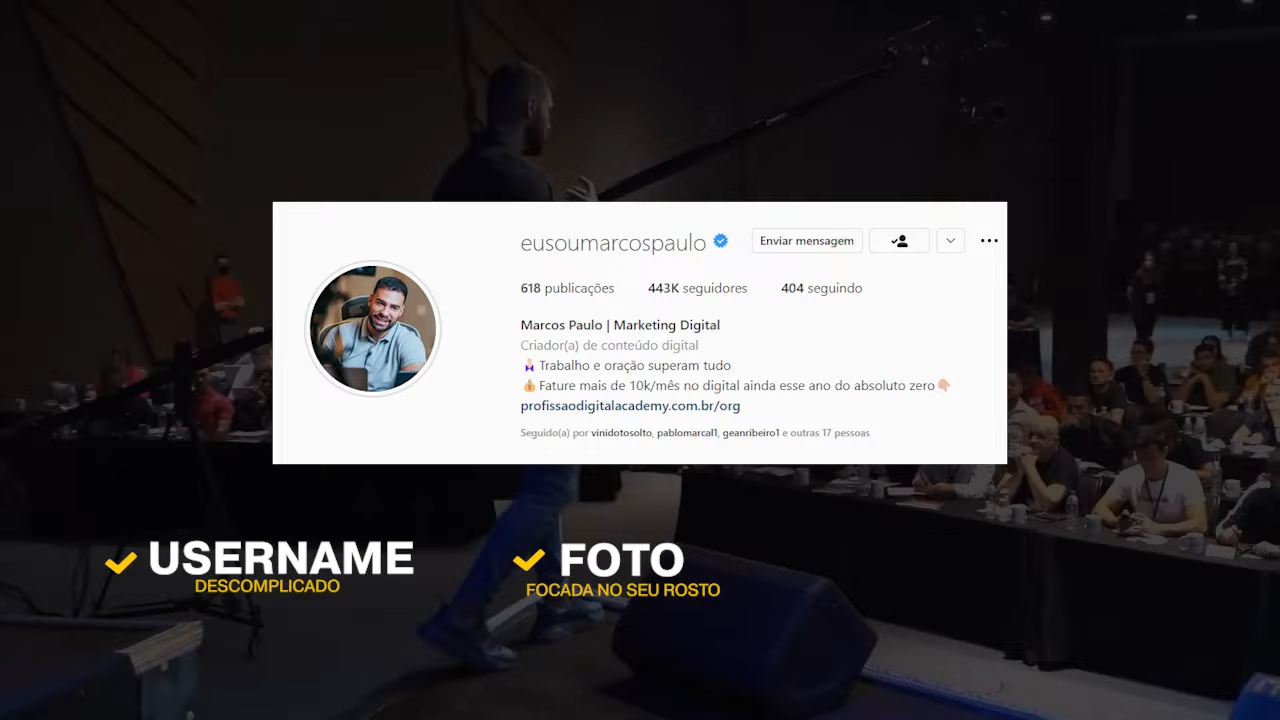 eusoumarcospaulo
Enviar mensagem
618 publicações 443K seguidores 404 seguindo
Marcos Paulo | Marketing Digital
Criador(a) de conteúdo digital
Trabalho e oração superam tudo
Fature mais de 10k/mês no digital ainda esse ano do absoluto zero
profissaodigitalacademy.com.br/org
Seguido(a) por vinidotosolto, pablomarcal1, geanribeiro1 e outras 17 pessoas
USERNAME
DESCOMPLICADO
FOTO
FOCADA NO SEU ROSTO